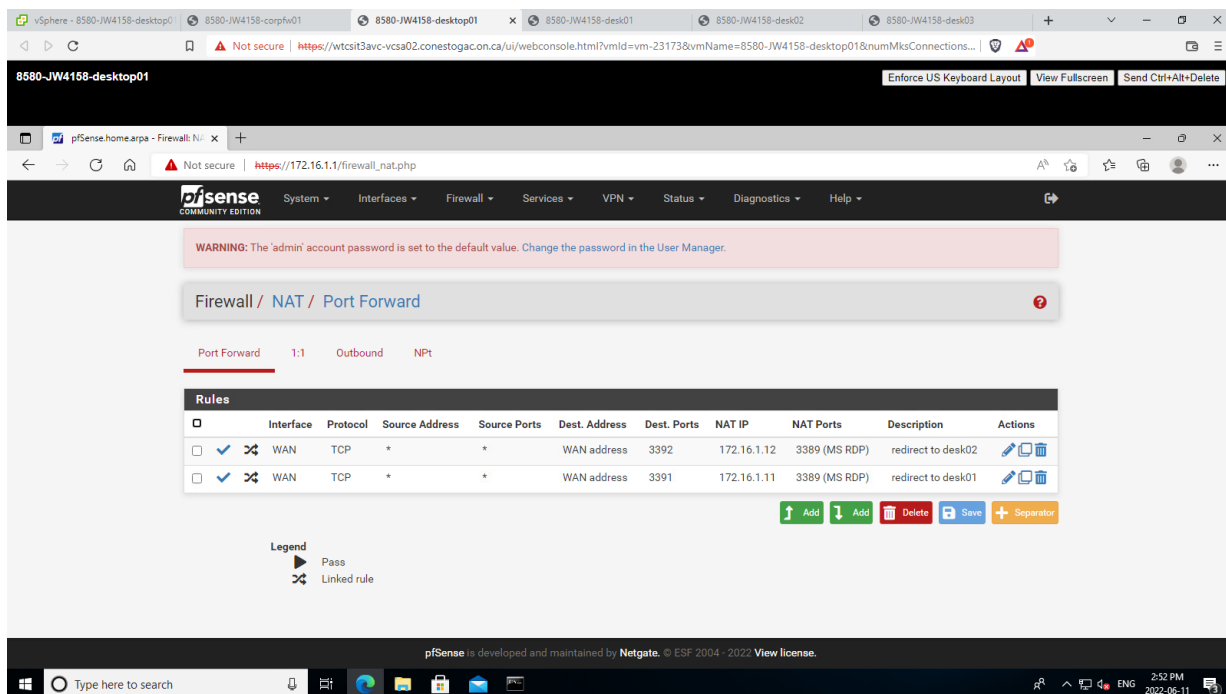 vSphere - 8580-JW4158-desktop01
8580-JW4158-corpfw01
8580-JW4158-desktop01
8580-JW4158-desk01
8580-JW4158-desk02
8580-JW4158-desk03
Not secure | https://wtcsit3avc-vcsa02.conestogac.on.ca/ui/webconsole.html?vmId=vm-23173&vmName=8580-JW4158-desktop01&numMksConnections...
8580-JW4158-desktop01
Enforce US Keyboard Layout View Fullscreen Send Ctrl+Alt+Delete
pfSense.home.arpa - Firewall: NA
Not secure | https://172.16.1.1/firewall_nat.php
pfsense
COMMUNITY EDITION
System Interfaces Firewall Services VPN Status Diagnostics Help
WARNING: The 'admin' account password is set to the default value. Change the password in the User Manager.
Firewall / NAT / Port Forward
Port Forward 1:1 Outbound NPt
Rules
Interface Protocol Source Address Source Ports Dest. Address Dest. Ports NAT IP NAT Ports Description Actions
WAN TCP * * WAN address 3392 172.16.1.12 3389 (MS RDP) redirect to desk02
WAN TCP * * WAN address 3391 172.16.1.11 3389 (MS RDP) redirect to desk01
Add Add Delete Save Separator
Legend
Pass
Linked rule
pfSense is developed and maintained by Netgate. © ESF 2004 - 2022 View license.
Type here to search
ENG
2:52 PM
2022-06-11